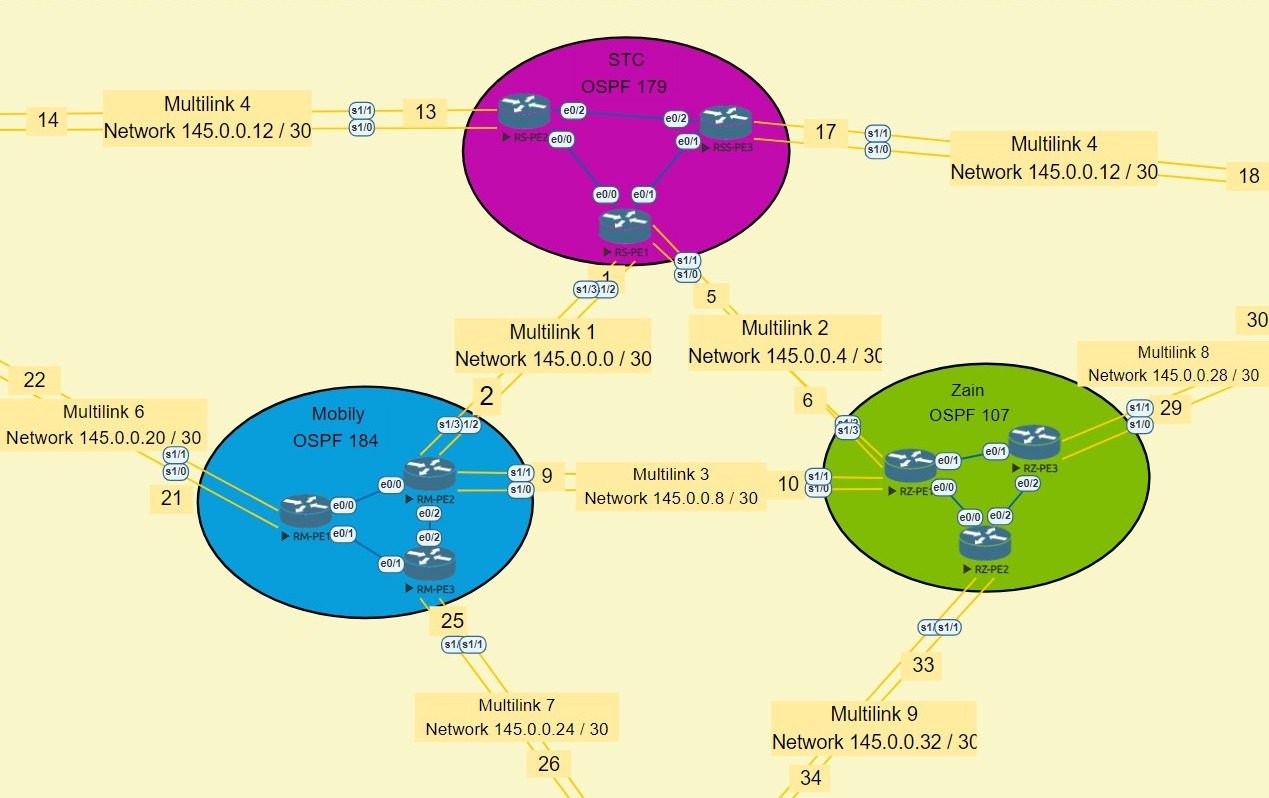 STC
OSPF 179
Multilink 4
Network 145.0.0.12 / 30
14
s1/1
s1/0
13
RS-PE2
e0/2
e0/0
e0/2
e0/1
RSS-PE3
17
s1/1
s1/0
Multilink 4
Network 145.0.0.12 / 30
18
e0/0
e0/1
RS-PE1
1
s1/3
s1/1
s1/0
5
Multilink 1
Network 145.0.0.0 / 30
Multilink 2
Network 145.0.0.4 / 30
30
22
Multilink 6
Network 145.0.0.20 / 30
s1/1
s1/0
21
Mobily
OSPF 184
2
s1/3
RM-PE2
e0/0
e0/0
RM-PE1
e0/1
e0/2
e0/2
e0/1
RM-PE3
s1/1
s1/0
9
Multilink 3
Network 145.0.0.8 / 30
10
s1/1
s1/0
6
s1/3
Zain
OSPF 107
Multilink 8
Network 145.0.0.28 / 30
s1/1
s1/0
29
RZ-PE1
e0/1
e0/1
RZ-PE3
e0/0
e0/2
e0/0
e0/2
RZ-PE2
25
s1/1
Multilink 7
Network 145.0.0.24 / 30
26
s1/1
33
Multilink 9
Network 145.0.0.32 / 30
34